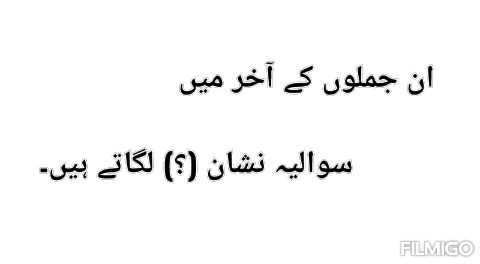 ان جملوں کے آخر میں
سوالیہ نشان (؟) لگاتے ہیں۔
FILMIGO